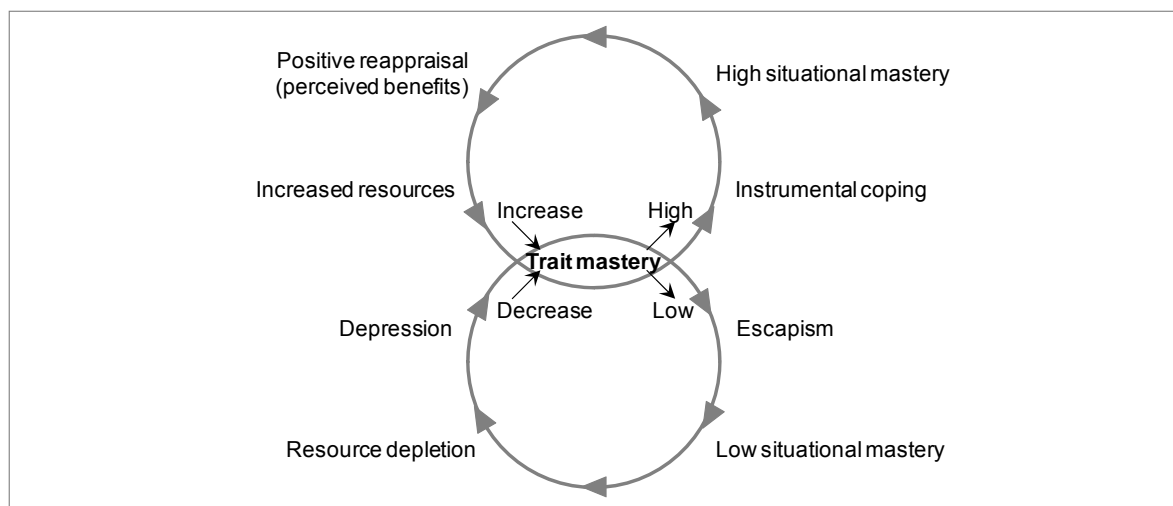 Positive reappraisal
(perceived benefits)
High situational mastery
Increased resources
Instrumental coping
Increase
High
Trait mastery
Decrease
Low
Depression
Escapism
Resource depletion
Low situational mastery